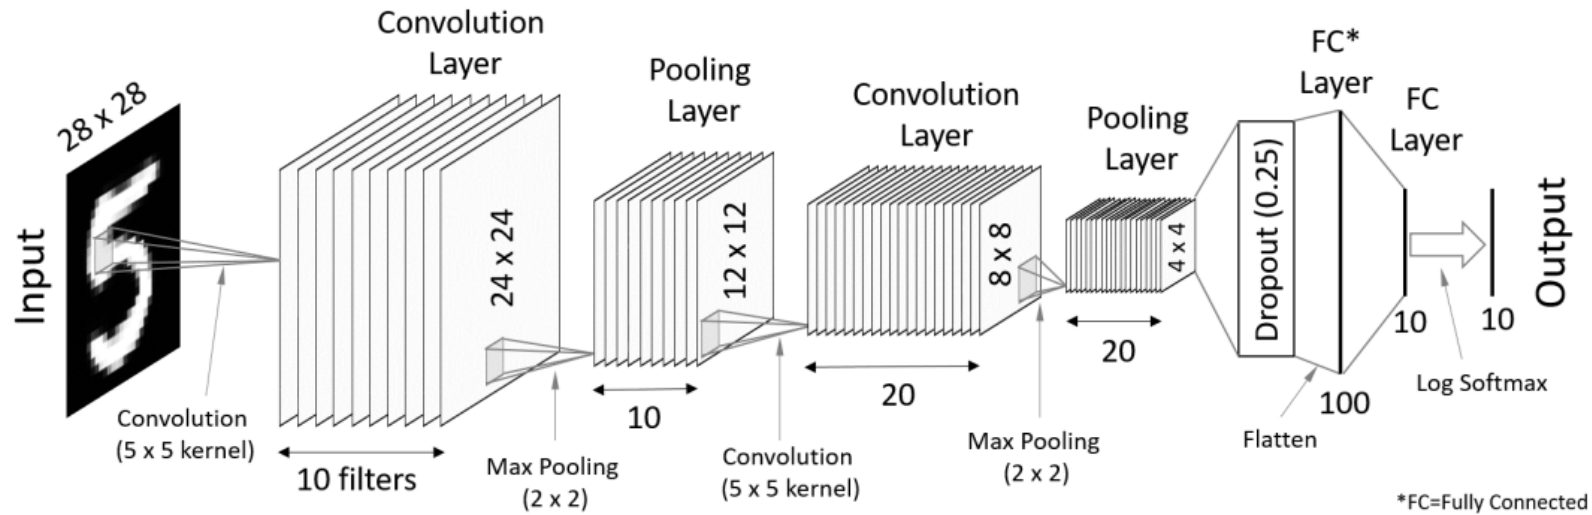 Input
28 x 28
Convolution
(5 x 5 kernel)
Convolution
Layer
24 x 24
10 filters
Max Pooling
(2 x 2)
Pooling
Layer
12 x 12
10
Convolution
(5 x 5 kernel)
Convolution
Layer
8 x 8
20
Max Pooling
(2 x 2)
Pooling
Layer
4 x 4
20
Dropout (0.25)
Flatten
FC*
Layer
100
FC
Layer
10
Log Softmax
10
Output
*FC=Fully Connected